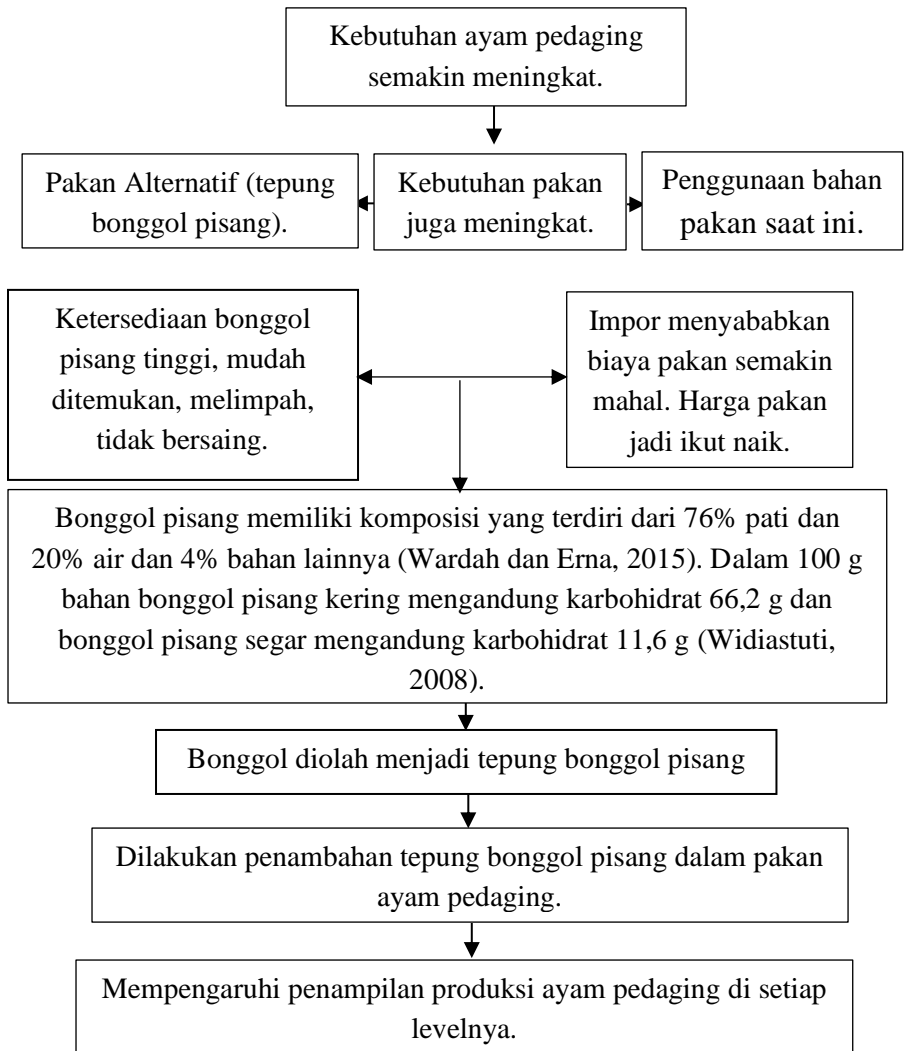 Kebutuhan ayam pedaging
semakin meningkat.
Pakan Alternatif (tepung
bonggol pisang).
Kebutuhan pakan
juga meningkat.
Penggunaan bahan
pakan saat ini.
Ketersediaan bonggol
pisang tinggi, mudah
ditemukan, melimpah,
tidak bersaing.
Impor menyababkan
biaya pakan semakin
mahal. Harga pakan
jadi ikut naik.
Bonggol pisang memiliki komposisi yang terdiri dari 76% pati dan
20% air dan 4% bahan lainnya (Wardah dan Erna, 2015). Dalam 100 g
bahan bonggol pisang kering mengandung karbohidrat 66,2 g dan
bonggol pisang segar mengandung karbohidrat 11,6 g (Widiastuti,
2008).
Bonggol diolah menjadi tepung bonggol pisang
Dilakukan penambahan tepung bonggol pisang dalam pakan
ayam pedaging.
Mempengaruhi penampilan produksi ayam pedaging di setiap
levelnya.